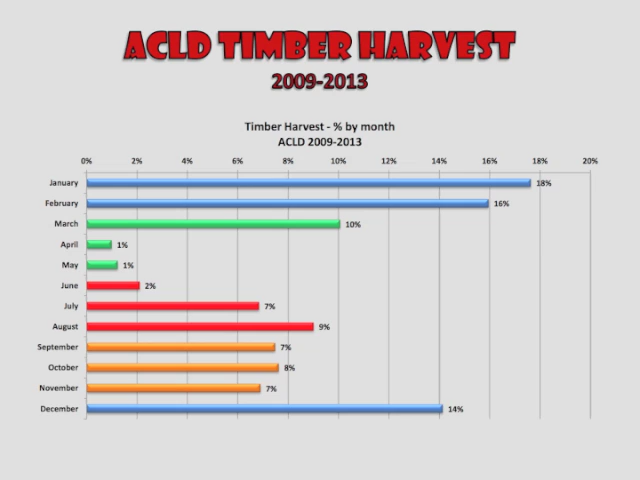 ACLD TIMBER HARVEST
2009-2013
Timber Harvest - % by month
ACLD 2009-2013
0% 2% 4% 6% 8% 10% 12% 14% 16% 18% 20%
January 18%
February 16%
March 10%
April 1%
May 1%
June 2%
July 7%
August 9%
September 7%
October 8%
November 7%
December 14%